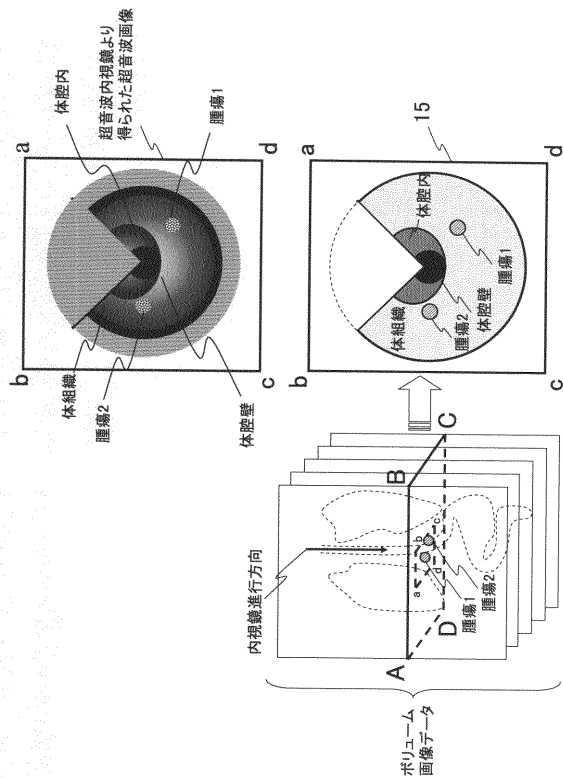 b
a
体腔内
超音波内視鏡より
得られた超音波画像
腫瘍1
体組織
腫瘍2
体腔壁
c
d
内視鏡進行方向
A
B
C
D
a
b
c
d
腫瘍1
腫瘍2
ボリューム
画像データ
b
a
15
体組織
体腔内
腫瘍2
体腔壁
腫瘍1
c
d